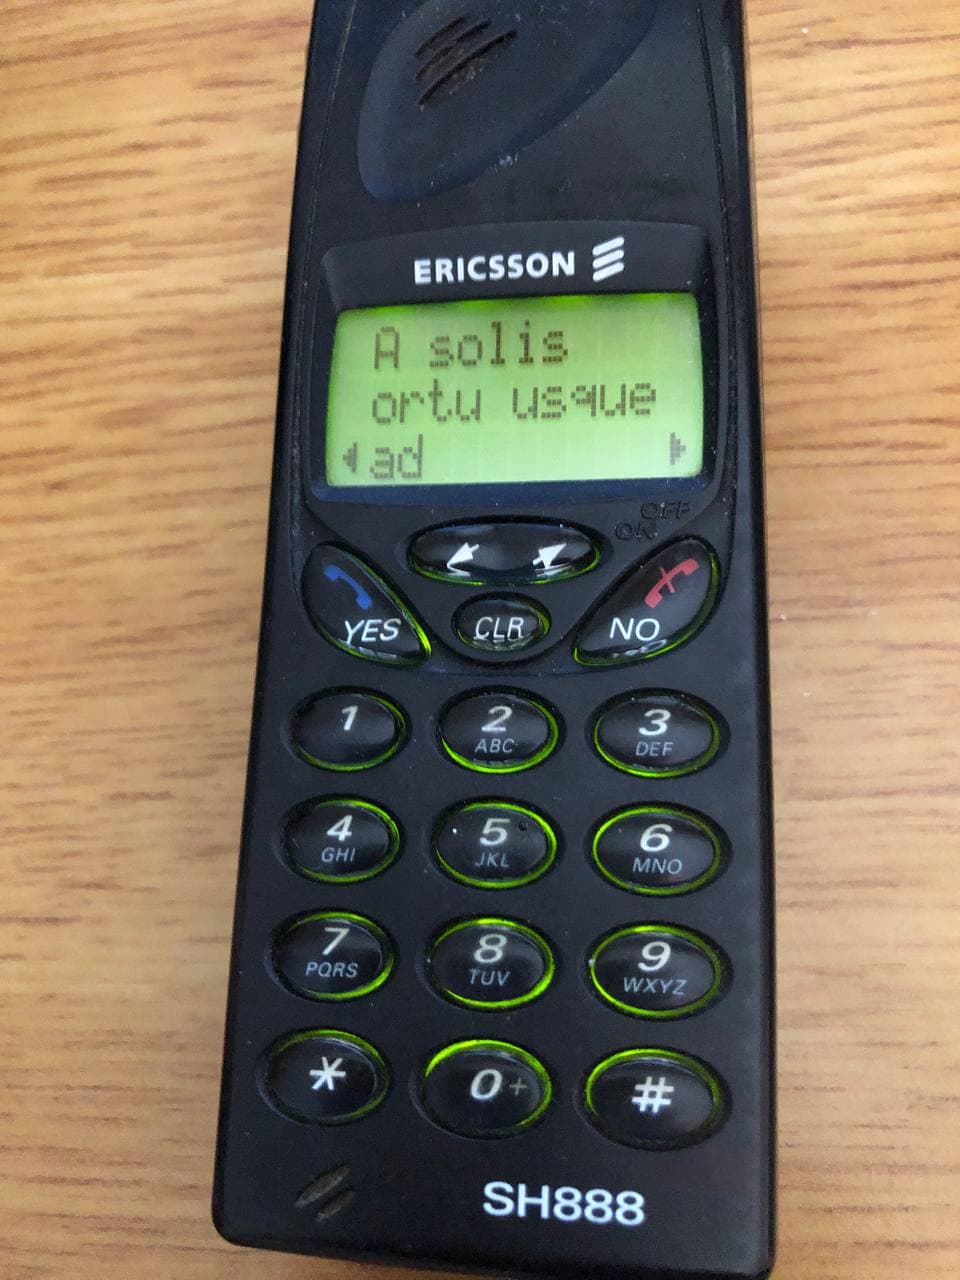 ERICSSON
A solis
ortu usque
ad
OFF
ON
YES
CLR
NO
1
2
ABC
3
DEF
4
GHI
5
JKL
6
MNO
7
PQRS
8
TUV
9
WXYZ
*
0+
#
SH888